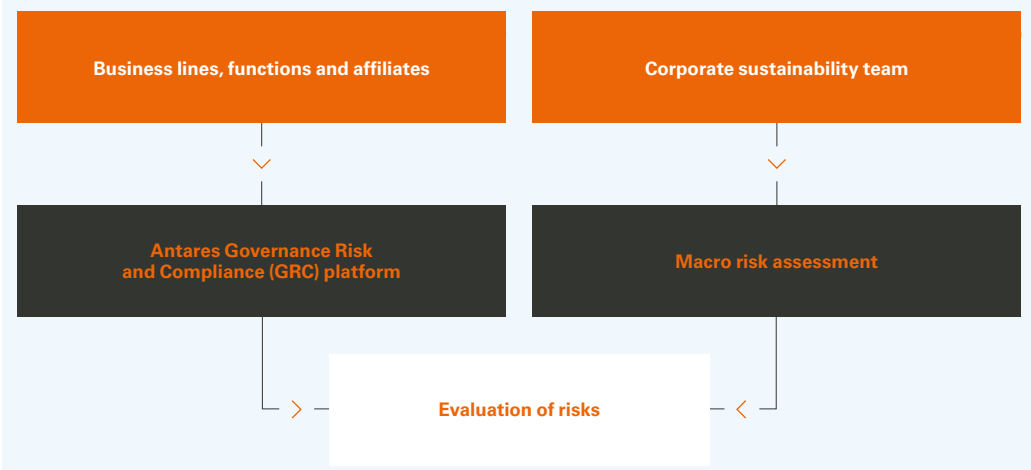 Business lines, functions and affiliates
Corporate sustainability team
Antares Governance Risk
and Compliance (GRC) platform
Macro risk assessment
Evaluation of risks